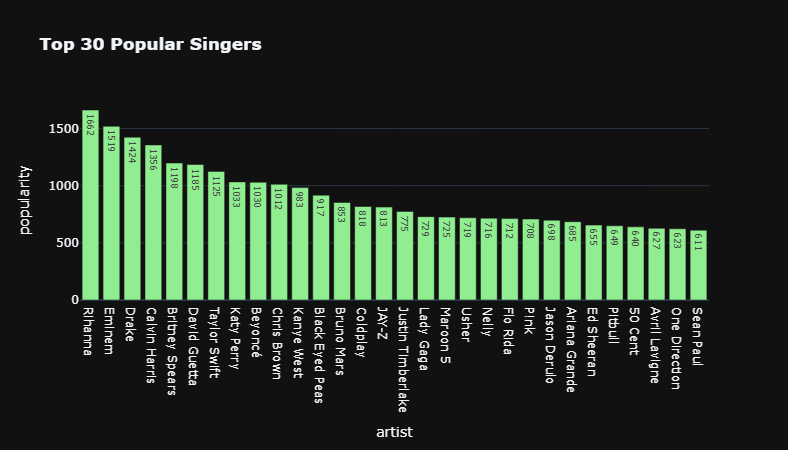 Top 30 Popular Singers
popularity
1500
1000
500
0
1662
1519
1424
1356
1198
1185
1125
1033
1030
1012
983
917
853
818
813
775
729
725
719
716
712
708
698
685
655
649
640
627
623
611
Rihanna
Eminem
Drake
Calvin Harris
Britney Spears
David Guetta
Taylor Swift
Katy Perry
Beyoncé
Chris Brown
Kanye West
Black Eyed Peas
Bruno Mars
Coldplay
JAY-Z
Justin Timberlake
Lady Gaga
Maroon 5
Usher
Nelly
Flo Rida
P!nk
Jason Derulo
Ariana Grande
Ed Sheeran
Pitbull
50 Cent
Avril Lavigne
One Direction
Sean Paul
artist